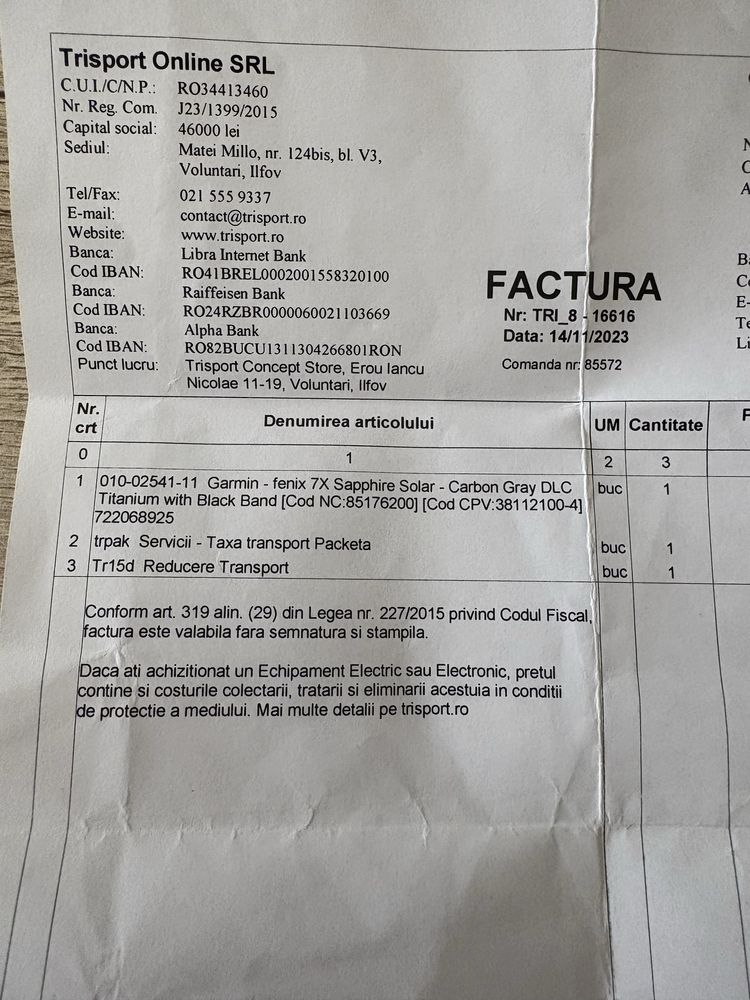 Trisport Online SRL
C.U.I./C/N.P.: RO34413460
Nr. Reg. Com. J23/1399/2015
Capital social: 46000 lei
Sediul: Matei Millo, nr. 124bis, bl. V3,
Voluntari, Ilfov
Tel/Fax: 021 555 9337
E-mail: contact@trisport.ro
Website: www.trisport.ro
Banca: Libra Internet Bank
Cod IBAN: RO41BREL0002001558320100
Banca: Raiffeisen Bank
Cod IBAN: RO24RZBR0000060021103669
Banca: Alpha Bank
Cod IBAN: RO82BUCU1311304266801RON
Punct lucru: Trisport Concept Store, Erou Iancu
Nicolae 11-19, Voluntari, Ilfov
FACTURA
Nr: TRI_8 - 16616
Data: 14/11/2023
Comanda nr: 85572
Nr. crt Denumirea articolului UM Cantitate
0 1 2 3
1 010-02541-11 Garmin - fenix 7X Sapphire Solar - Carbon Gray DLC buc 1
Titanium with Black Band [Cod NC:85176200] [Cod CPV:38112100-4]
722068925
2 trpak Servicii - Taxa transport Packeta buc 1
3 Tr15d Reducere Transport buc 1
Conform art. 319 alin. (29) din Legea nr. 227/2015 privind Codul Fiscal,
factura este valabila fara semnatura si stampila.
Daca ati achizitionat un Echipament Electric sau Electronic, pretul
contine si costurile colectarii, tratarii si eliminarii acestuia in conditii
de protectie a mediului. Mai multe detalii pe trisport.ro